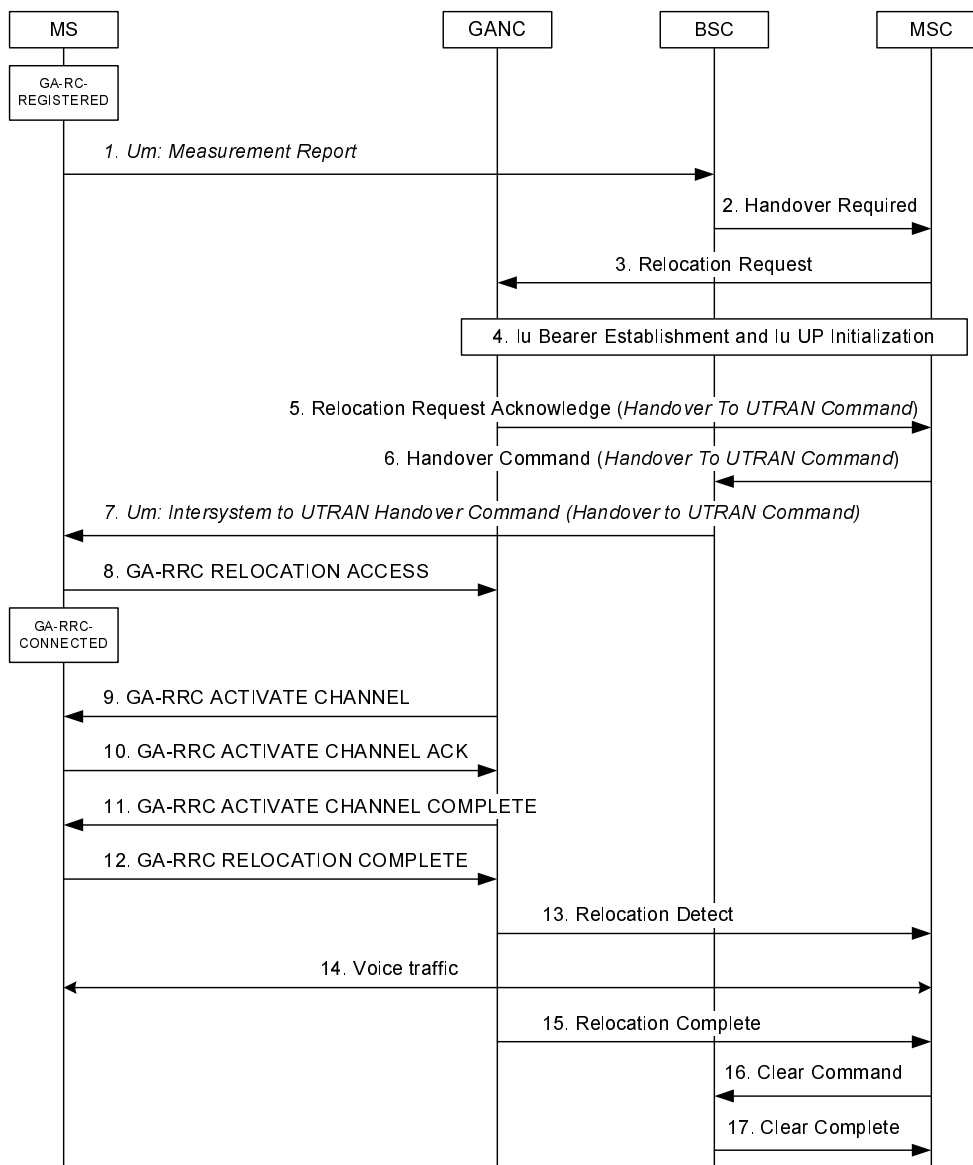 MS
GANC
BSC
MSC
GA-RC-
REGISTERED
1. Um: Measurement Report
2. Handover Required
3. Relocation Request
4. Iu Bearer Establishment and Iu UP Initialization
5. Relocation Request Acknowledge (Handover To UTRAN Command)
6. Handover Command (Handover To UTRAN Command)
7. Um: Intersystem to UTRAN Handover Command (Handover to UTRAN Command)
8. GA-RRC RELOCATION ACCESS
GA-RRC-
CONNECTED
9. GA-RRC ACTIVATE CHANNEL
10. GA-RRC ACTIVATE CHANNEL ACK
11. GA-RRC ACTIVATE CHANNEL COMPLETE
12. GA-RRC RELOCATION COMPLETE
13. Relocation Detect
14. Voice traffic
15. Relocation Complete
16. Clear Command
17. Clear Complete